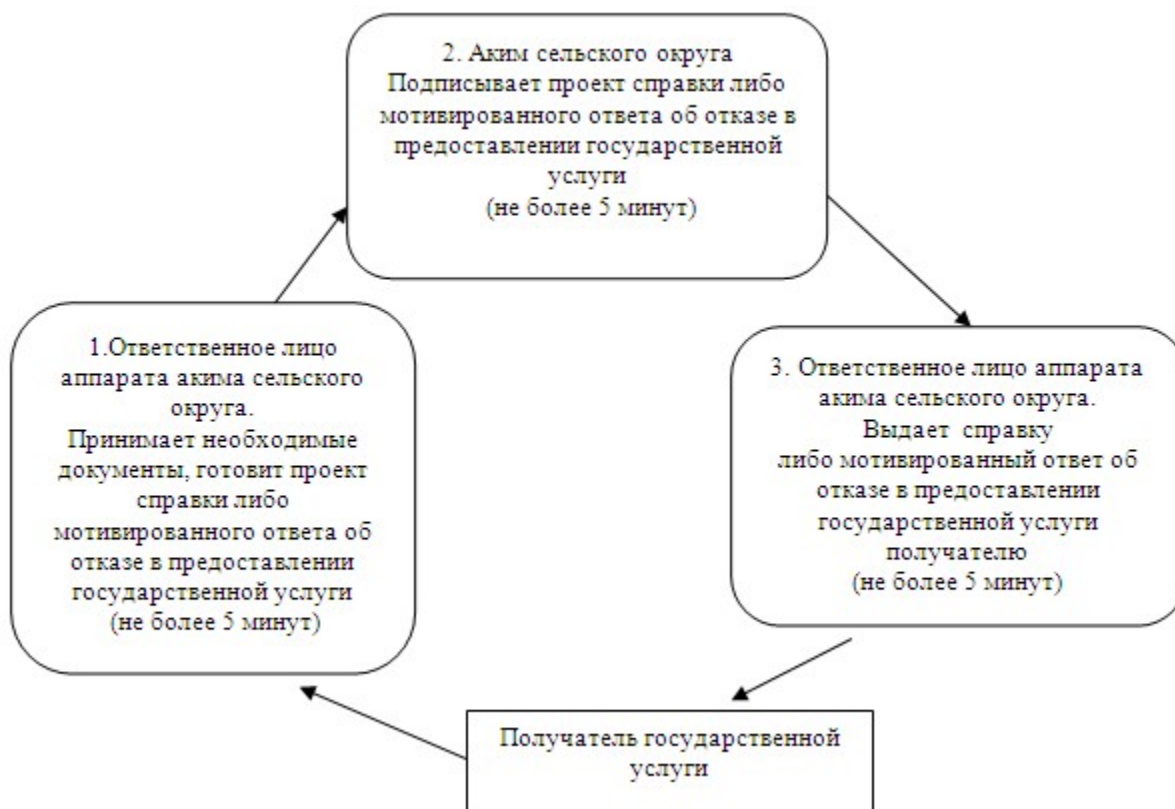 2. Аким сельского округа
Подписывает проект справки либо
мотивированного ответа об отказе в
предоставлении государственной
услуги
(не более 5 минут)
1.Ответственное лицо
аппарата акима сельского
округа.
Принимает необходимые
документы, готовит проект
справки либо
мотивированного ответа об
отказе в предоставлении
государственной услуги
(не более 5 минут)
3. Ответственное лицо аппарата
акима сельского округа.
Выдает справку
либо мотивированный ответ об
отказе в предоставлении
государственной услуги
получателю
(не более 5 минут)
Получатель государственной
услуги